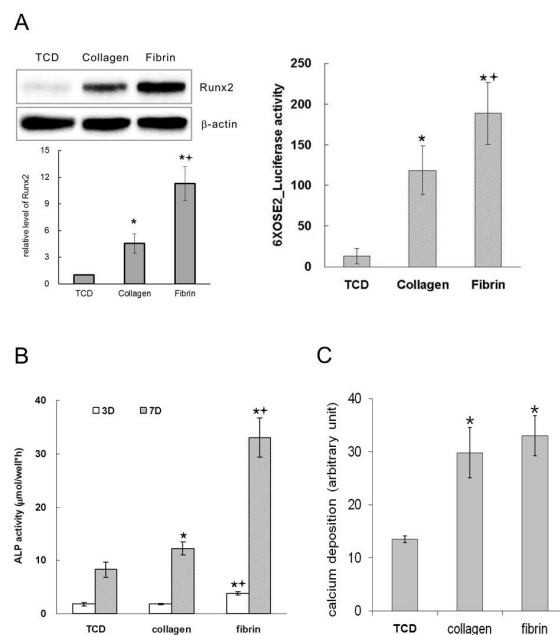 A
TCD Collagen Fibrin
Runx2
β-actin
relative level of Runx2
15
12
9
6
3
0
*
*+
TCD Collagen Fibrin
6XOSE2_Luciferase activity
250
200
150
100
50
0
*
*+
TCD Collagen Fibrin
B
ALP activity (μmol/well*h)
40
30
20
10
0
3D 7D
*
*+
*+
TCD collagen fibrin
C
calcium deposition (arbitrary unit)
50
40
30
20
10
0
*
*
TCD collagen fibrin